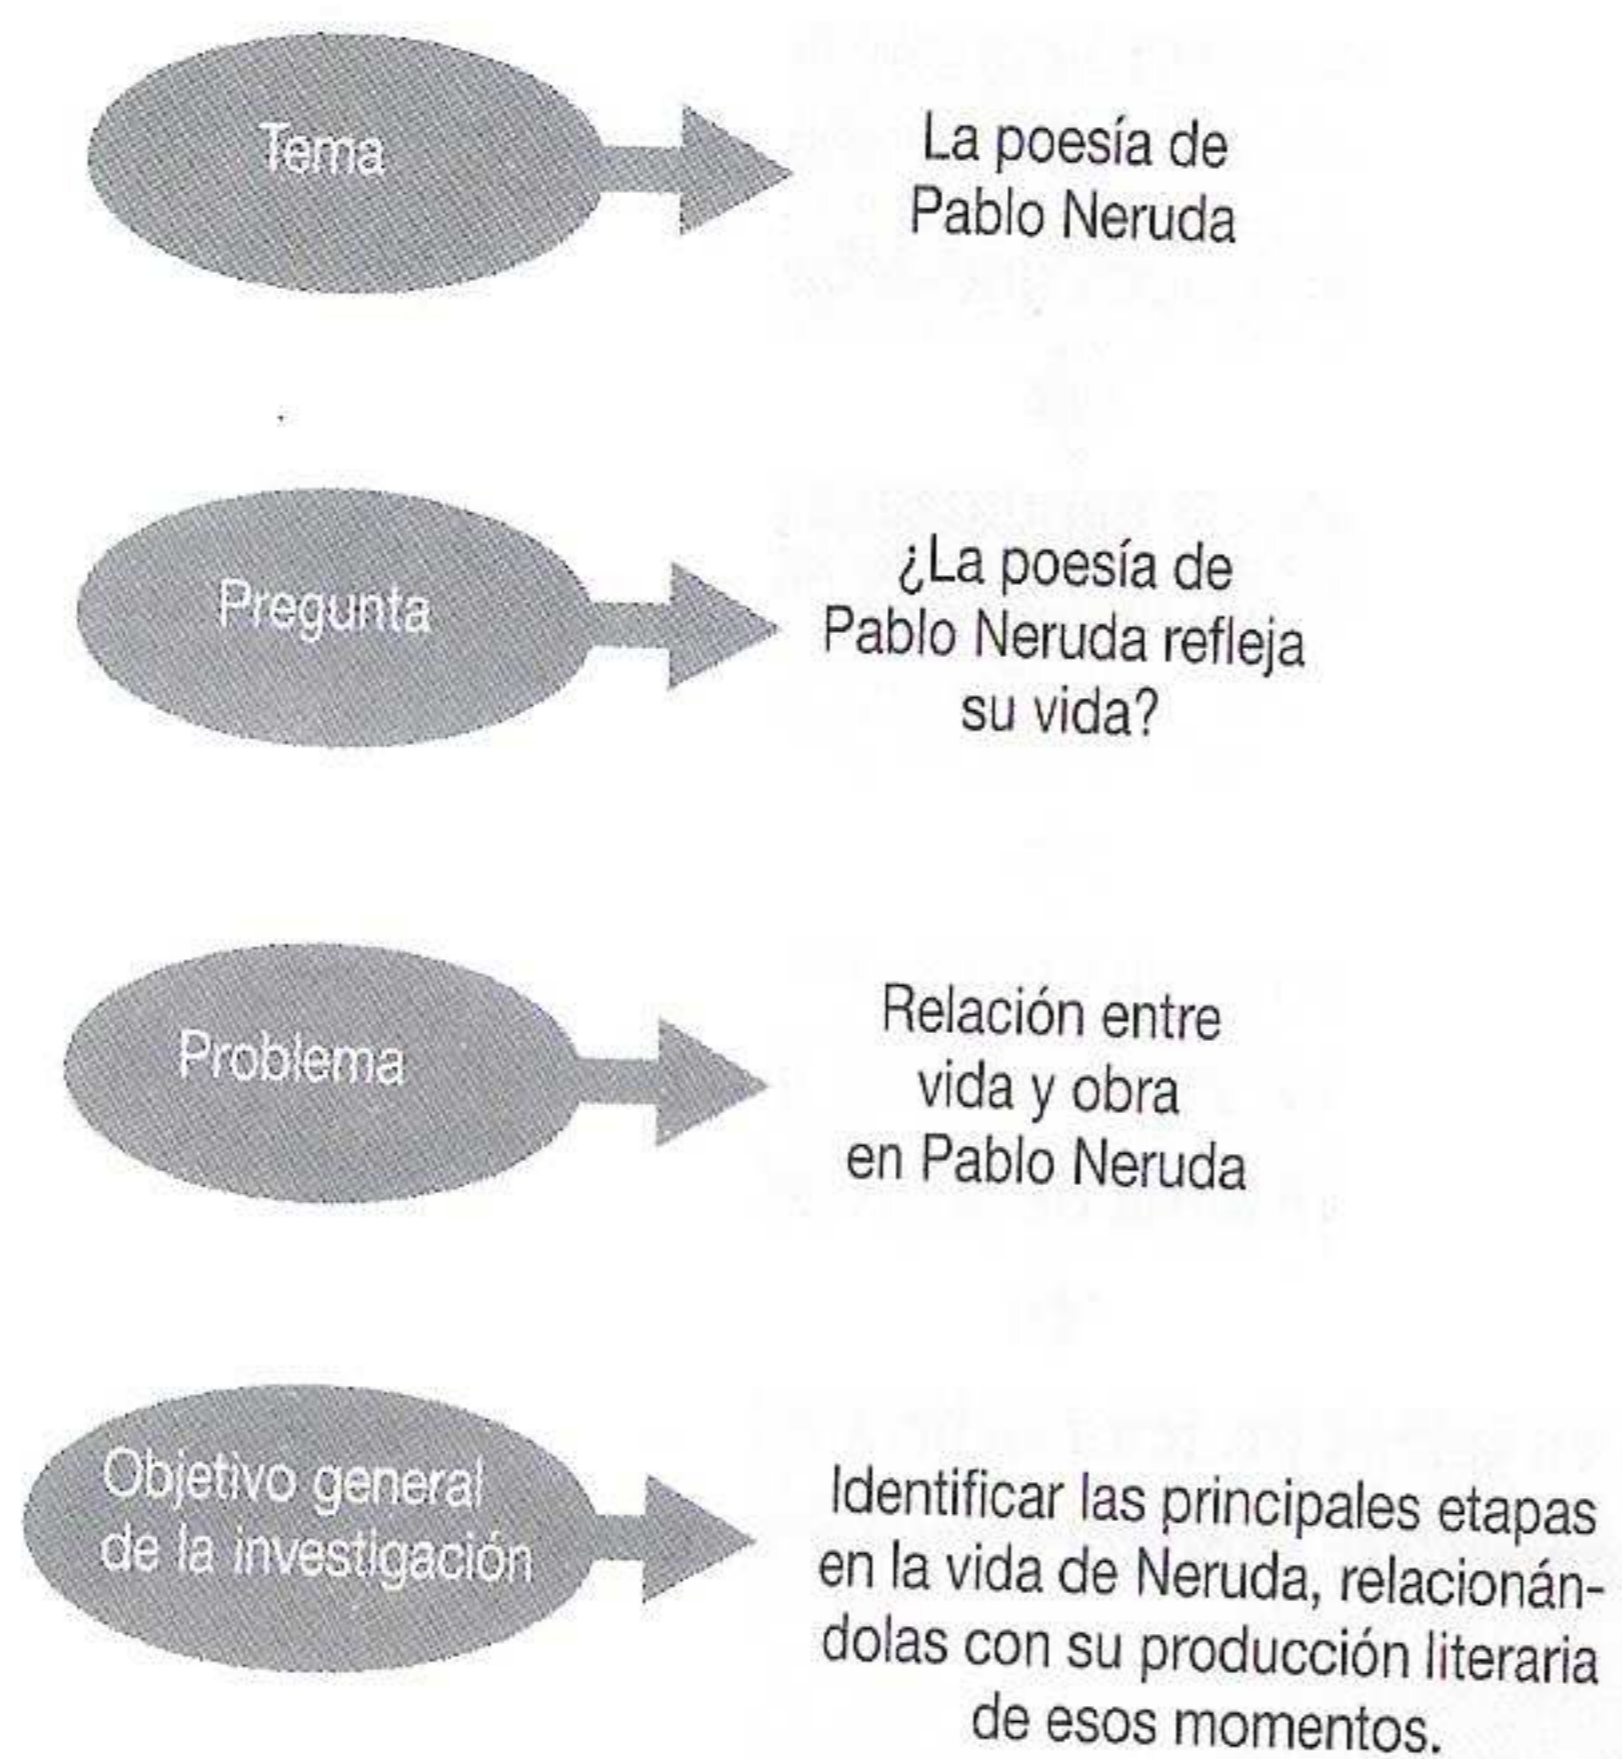 Tema
La poesía de
Pablo Neruda
Pregunta
¿La poesía de
Pablo Neruda refleja
su vida?
Problema
Relación entre
vida y obra
en Pablo Neruda
Objetivo general
de la investigación
Identificar las principales etapas
en la vida de Neruda, relacionán-
dolas con su producción literaria
de esos momentos.